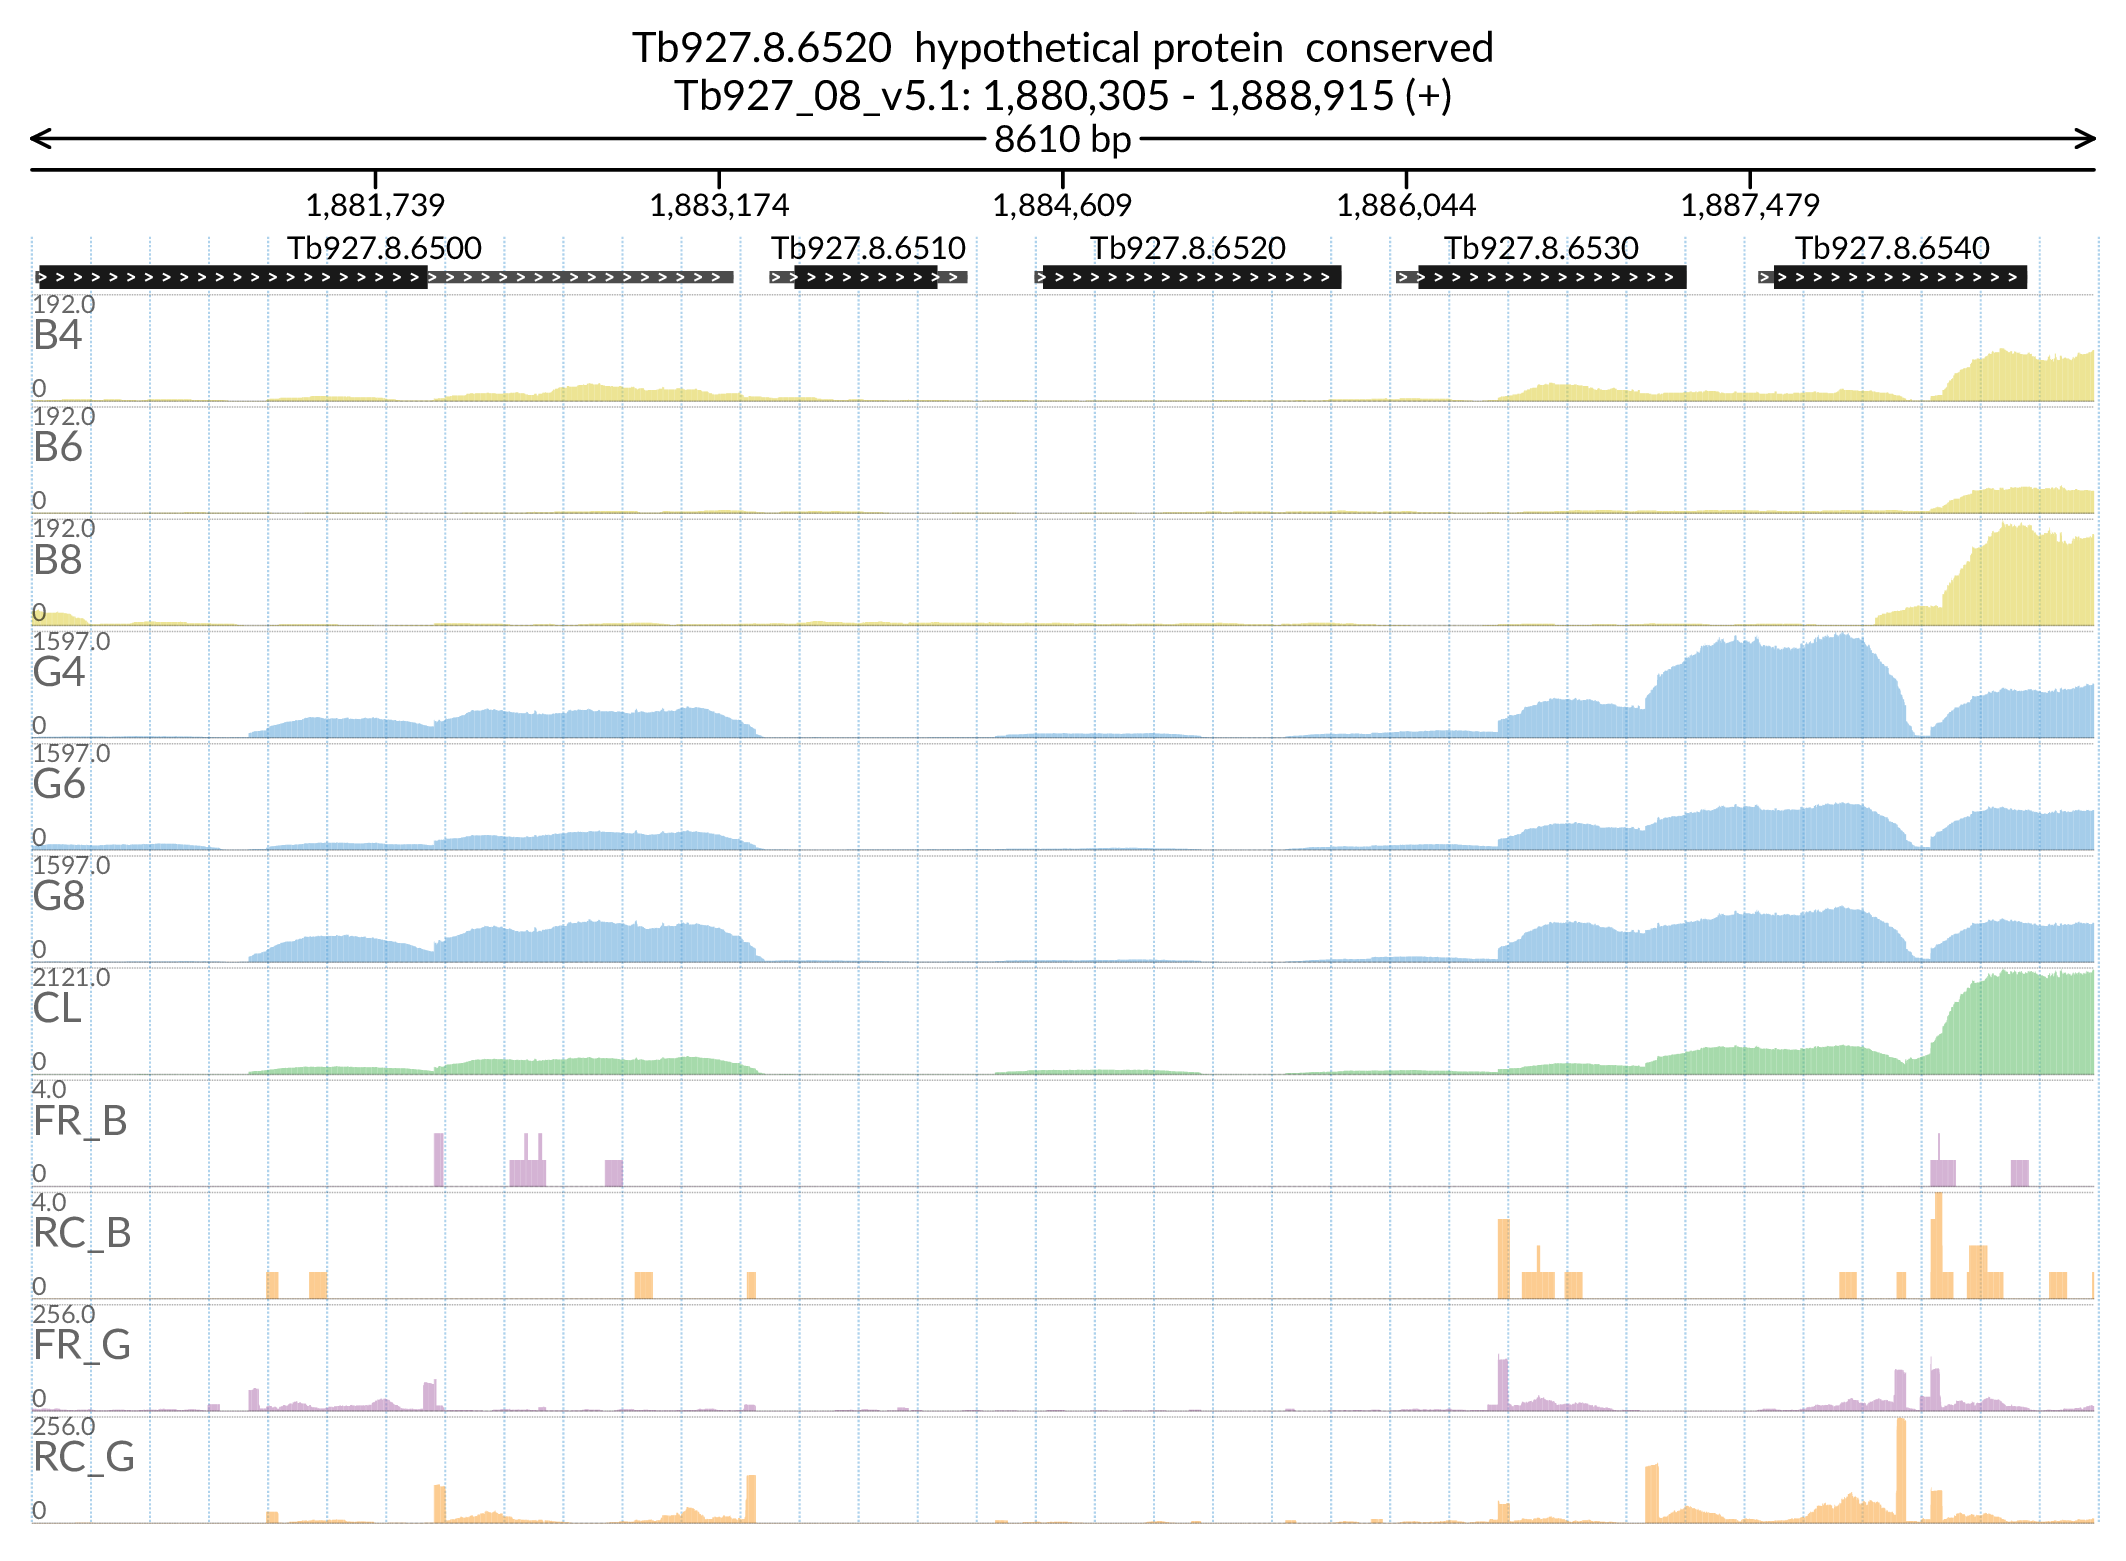 Tb927.8.6520  hypothetical protein  conserved
Tb927_08_v5.1: 1,880,305 - 1,888,915 (+)
8610 bp
1,881,739 1,883,174 1,884,609 1,886,044 1,887,479
Tb927.8.6500 Tb927.8.6510 Tb927.8.6520 Tb927.8.6530 Tb927.8.6540
192.0
B4
0
192.0
B6
0
192.0
B8
0
1597.0
G4
0
1597.0
G6
0
1597.0
G8
0
2121.0
CL
0
4.0
FR_B
0
4.0
RC_B
0
256.0
FR_G
0
256.0
RC_G
0